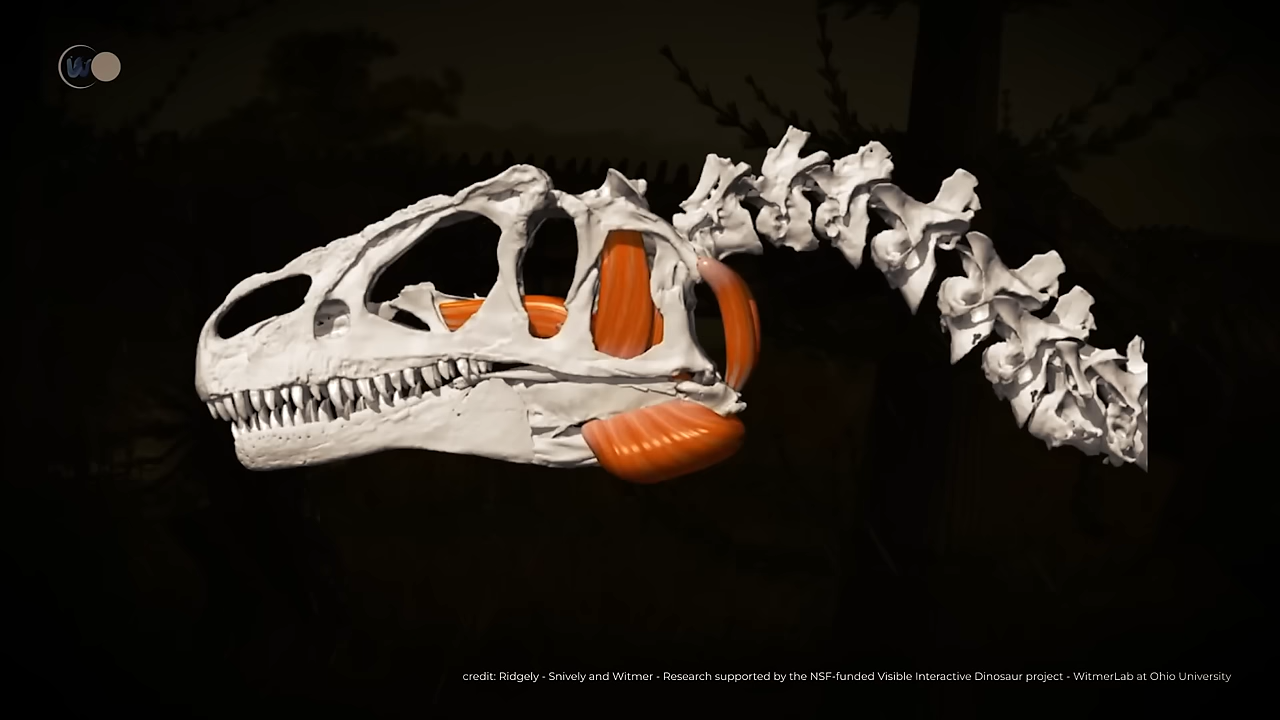 W
credit: Ridgely - Snively and Witmer - Research supported by the NSF-funded Visible Interactive Dinosaur project - WitmerLab at Ohio University